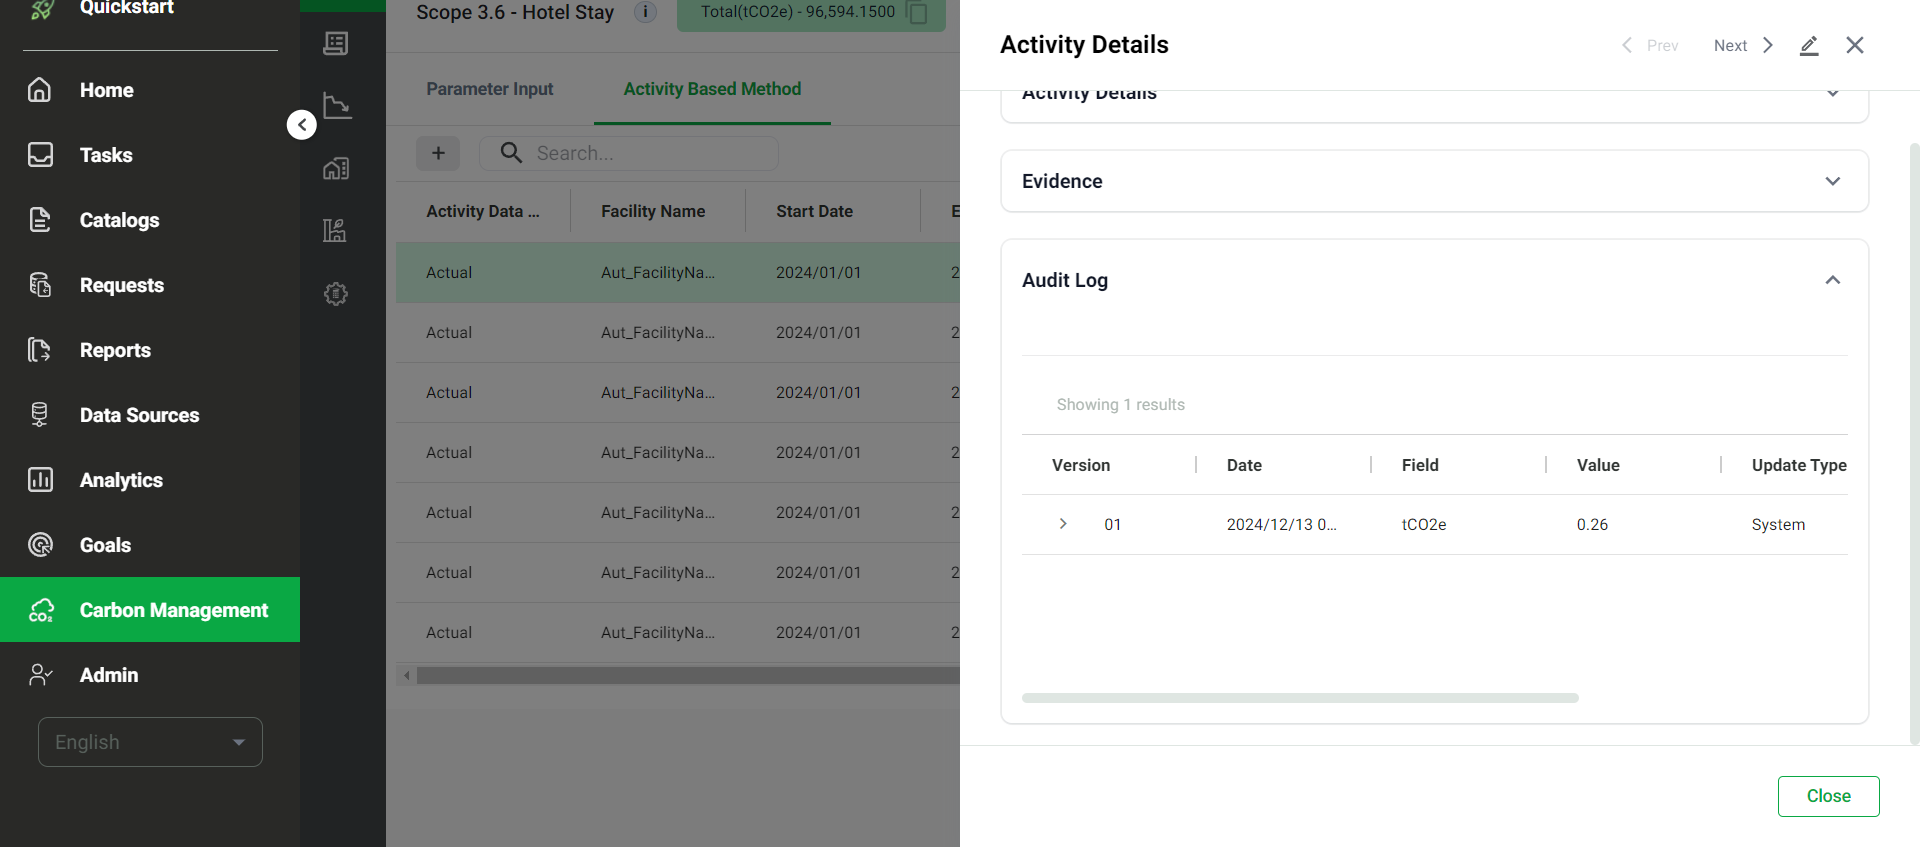 Quickstart
Home
Tasks
Catalogs
Requests
Reports
Data Sources
Analytics
Goals
Carbon Management
Admin
English
Scope 3.6 - Hotel Stay
Total(tCO2e) - 96,594.1500
Parameter Input
Activity Based Method
+
Search...
Activity Data ... Facility Name Start Date E
Actual Aut_FacilityNa... 2024/01/01 2
Actual Aut_FacilityNa... 2024/01/01 2
Actual Aut_FacilityNa... 2024/01/01 2
Actual Aut_FacilityNa... 2024/01/01 2
Actual Aut_FacilityNa... 2024/01/01 2
Actual Aut_FacilityNa... 2024/01/01 2
Actual Aut_FacilityNa... 2024/01/01 2
Activity Details
Prev
Next
Activity Details
Evidence
Audit Log
Showing 1 results
Version Date Field Value Update Type
01 2024/12/13 0... tCO2e 0.26 System
Close